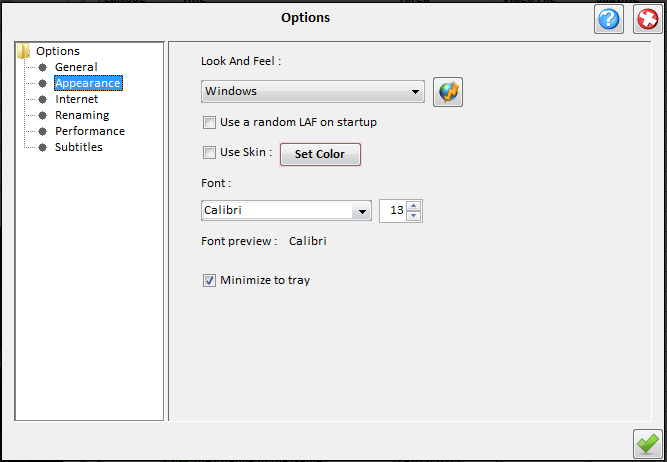 Options
Options
General
Appearance
Internet
Renaming
Performance
Subtitles
Look And Feel :
Windows
Use a random LAF on startup
Use Skin : Set Color
Font :
Calibri 13
Font preview : Calibri
Minimize to tray